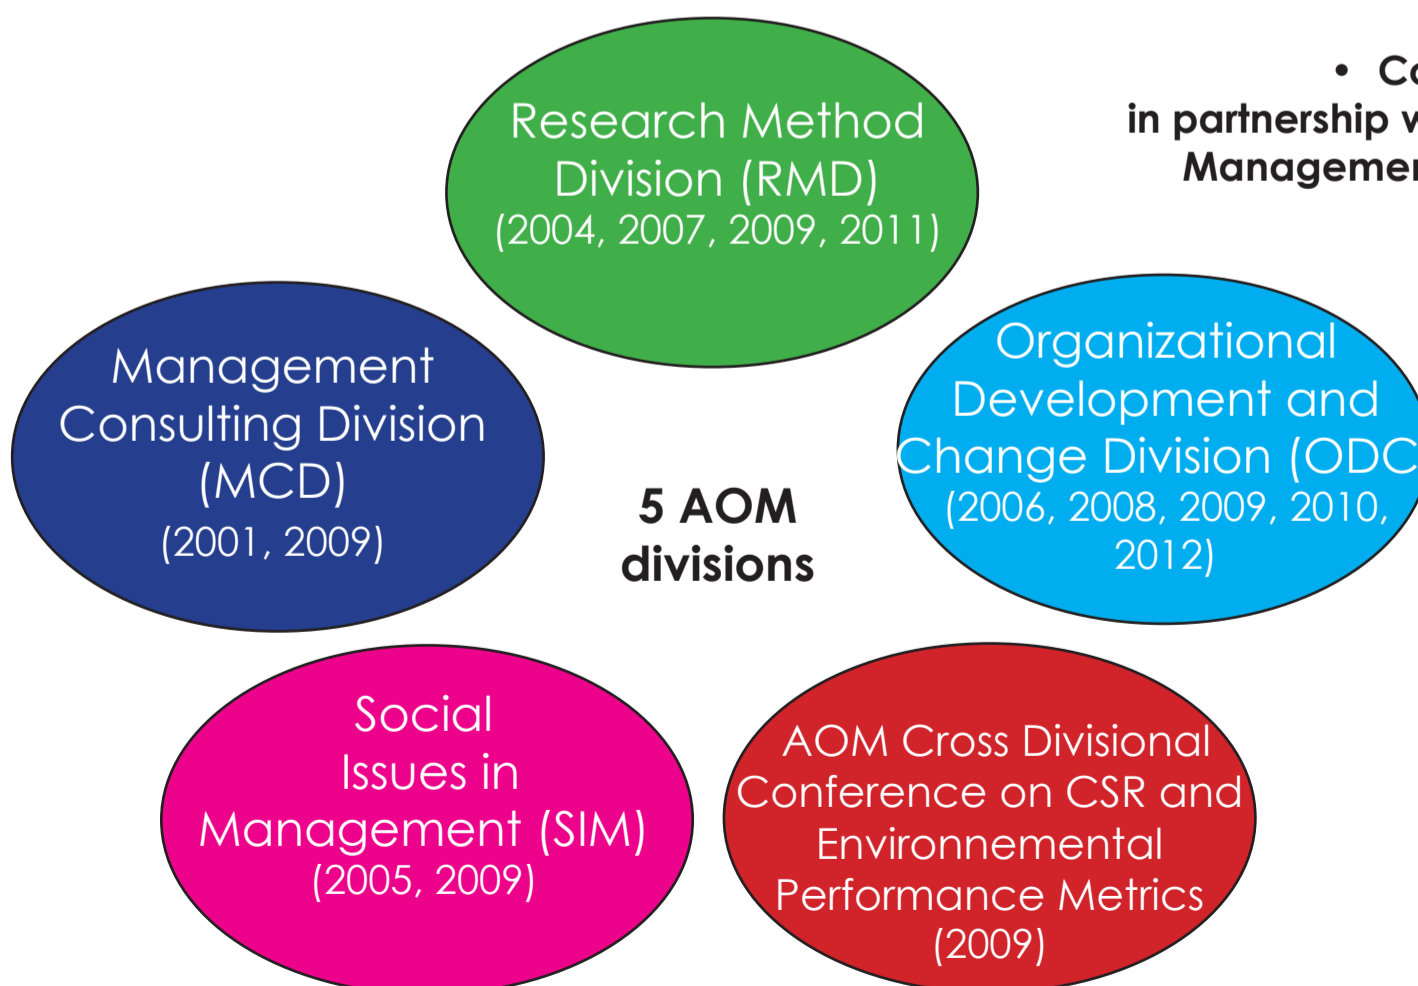 • Co
in partnership w
Managemen
Research Method
Division (RMD)
(2004, 2007, 2009, 2011)
Management
Consulting Division
(MCD)
(2001, 2009)
Organizational
Development and
Change Division (ODC
(2006, 2008, 2009, 2010,
2012)
5 AOM
divisions
Social
Issues in
Management (SIM)
(2005, 2009)
AOM Cross Divisional
Conference on CSR and
Environnemental
Performance Metrics
(2009)